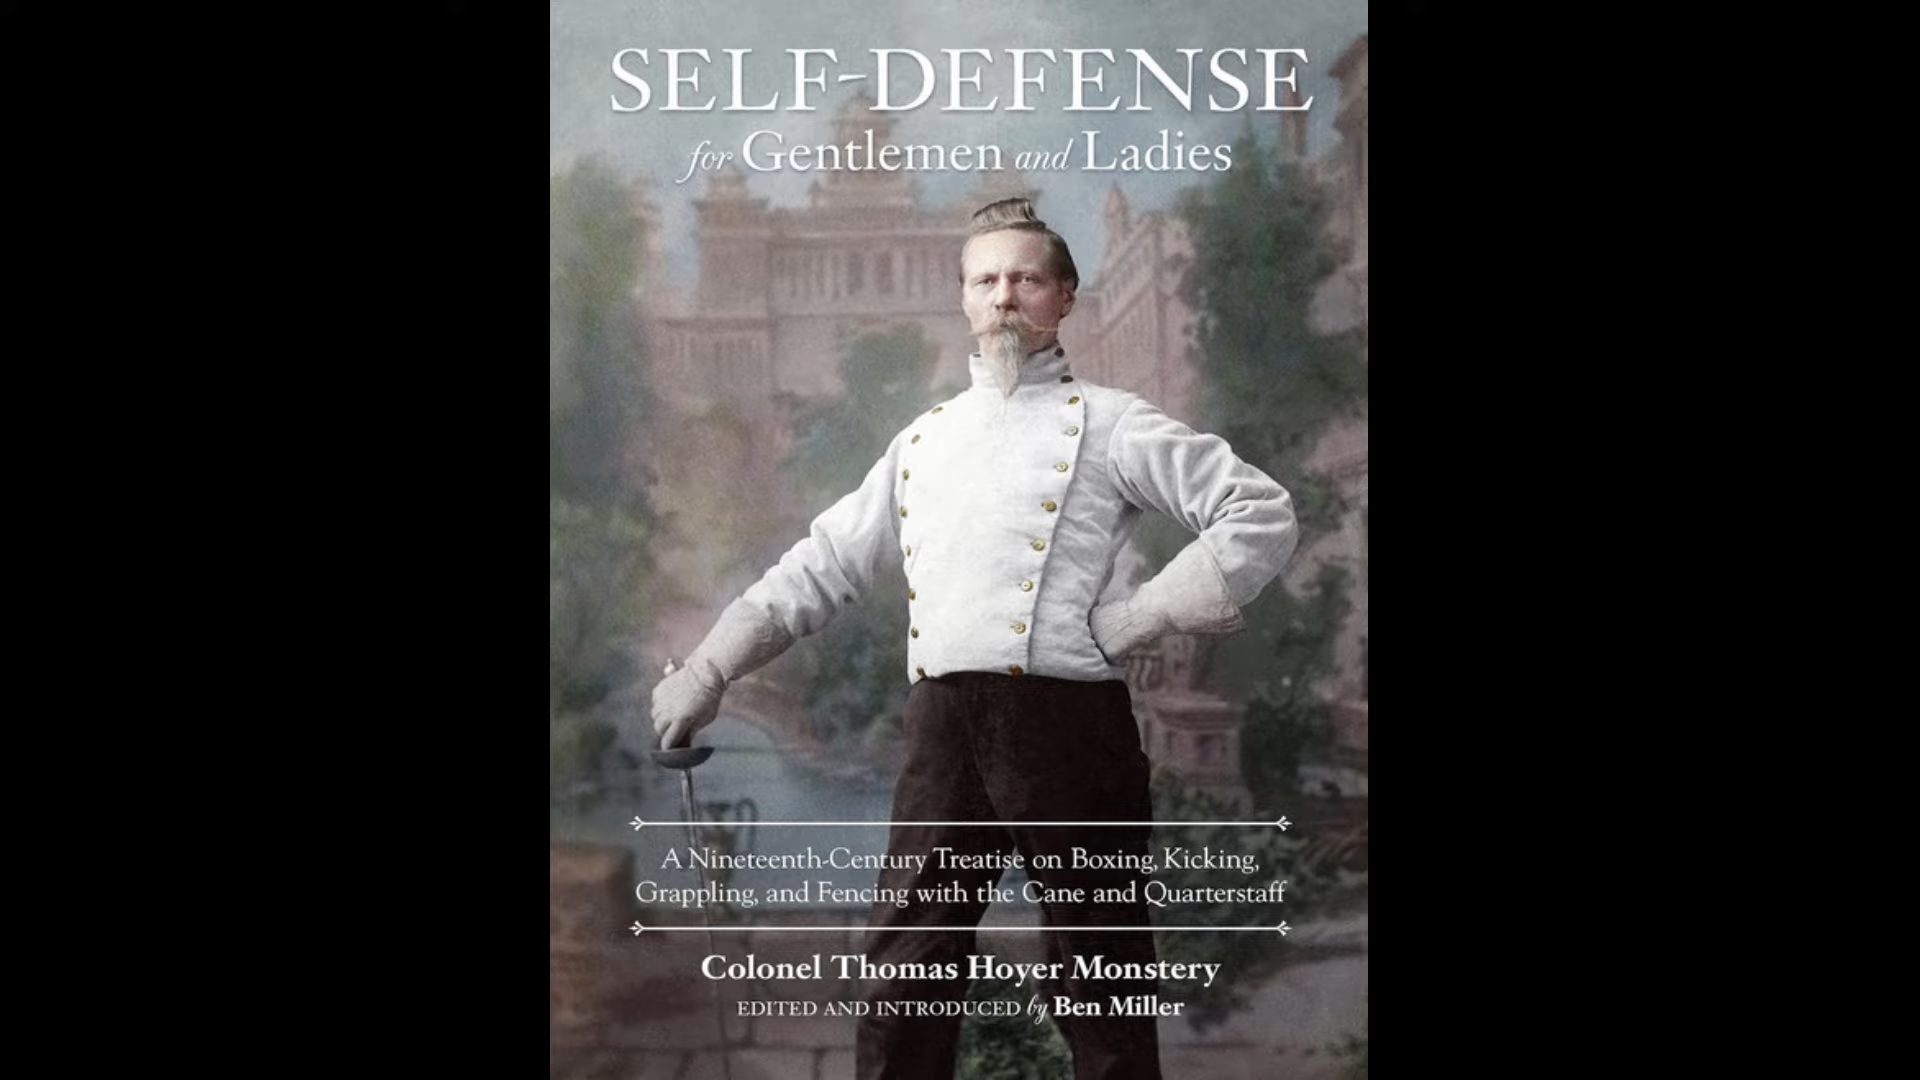 SELF-DEFENSE
for Gentlemen and Ladies
A Nineteenth-Century Treatise on Boxing, Kicking,
Grappling, and Fencing with the Cane and Quarterstaff
Colonel Thomas Hoyer Monstery
EDITED AND INTRODUCED by Ben Miller